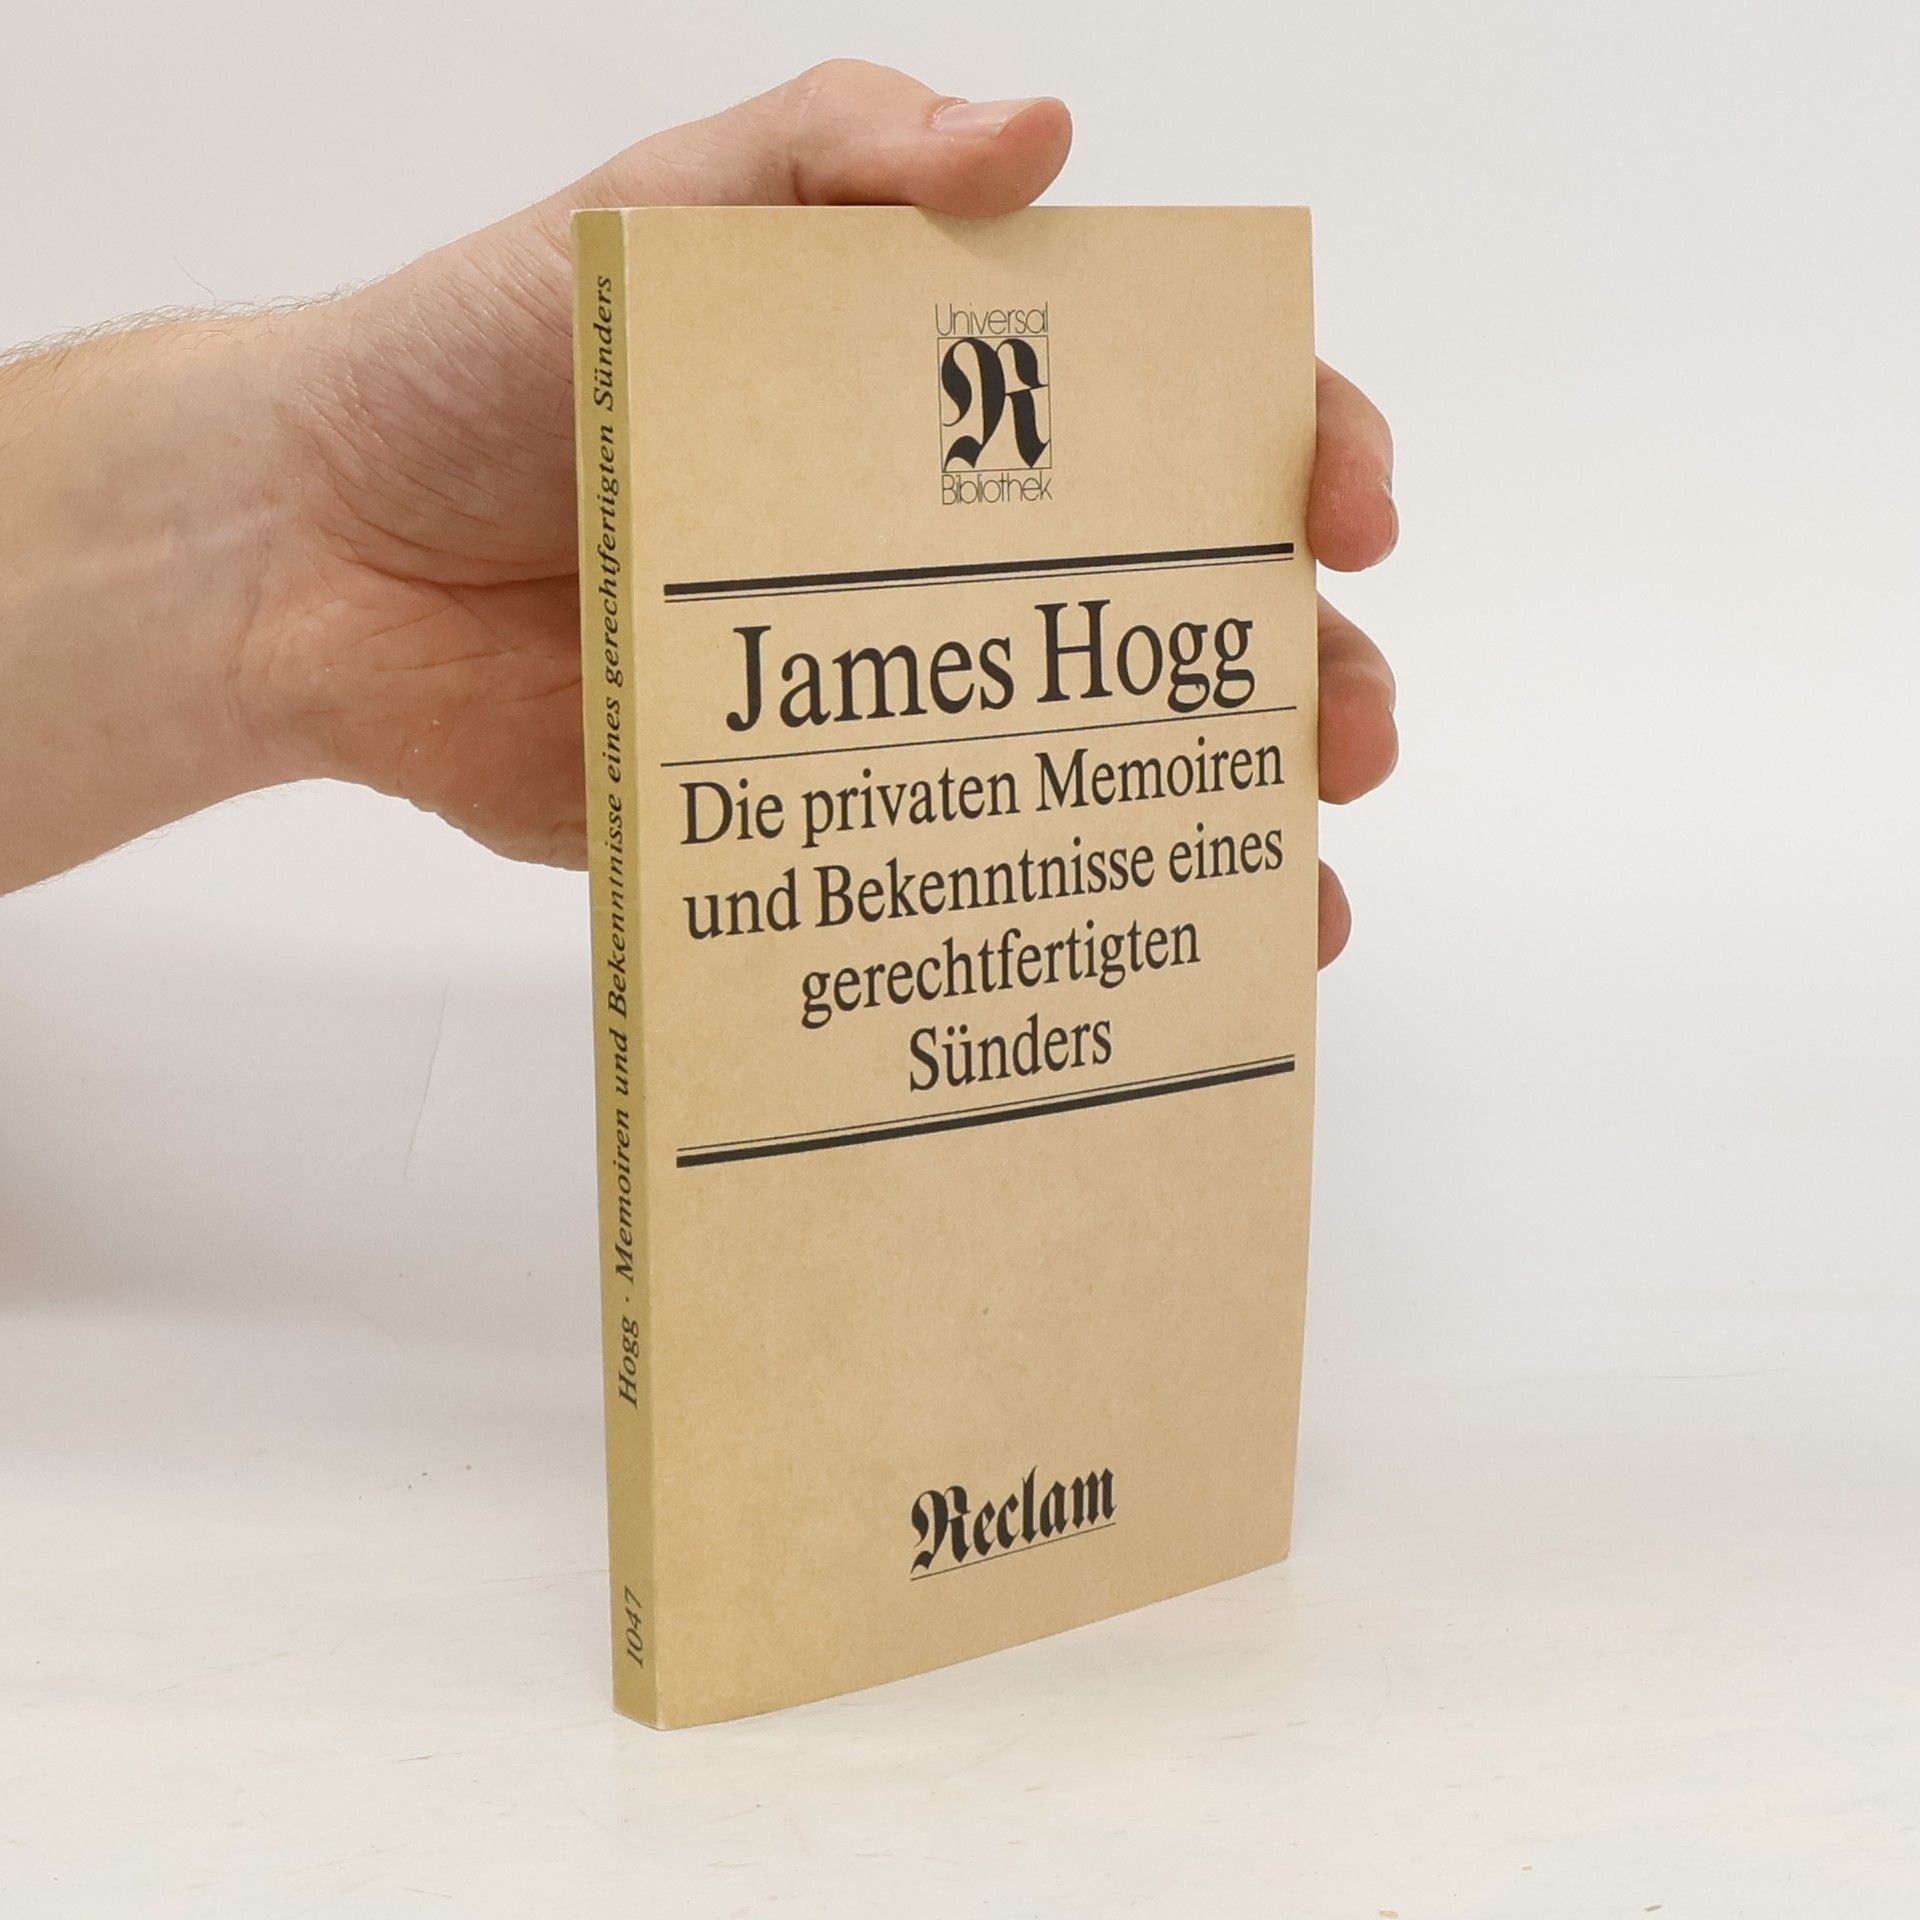 Universal
R
Bibliothek
James Hogg
Die privaten Memoiren
und Bekenntnisse eines
gerechtfertigten
Sünders
Reclam
Hogg · Memoiren und Bekenntnisse eines gerechtfertigten Sünders
1047